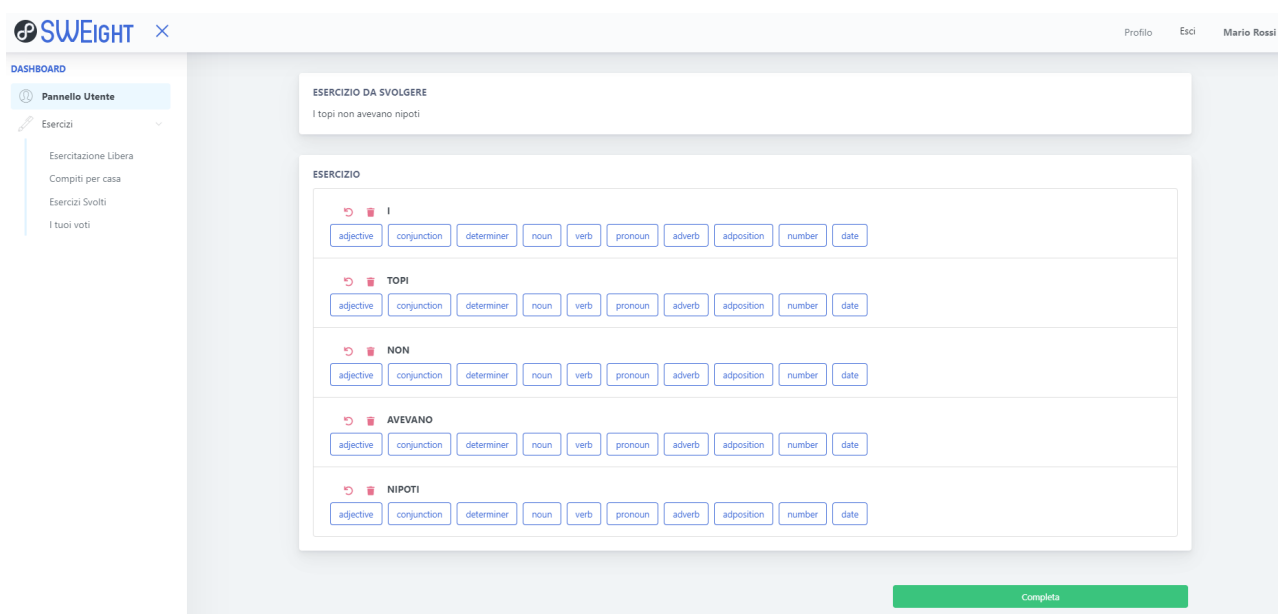 SWEIGHT
Profilo Esci Mario Rossi
DASHBOARD
Pannello Utente
Esercizi
Esercitazione Libera
Compiti per casa
Esercizi Svolti
I tuoi voti
ESERCIZIO DA SVOLGERE
I topi non avevano nipoti
ESERCIZIO
I
adjective conjunction determiner noun verb pronoun adverb adposition number date
TOPI
adjective conjunction determiner noun verb pronoun adverb adposition number date
NON
adjective conjunction determiner noun verb pronoun adverb adposition number date
AVEVANO
adjective conjunction determiner noun verb pronoun adverb adposition number date
NIPOTI
adjective conjunction determiner noun verb pronoun adverb adposition number date
Completa